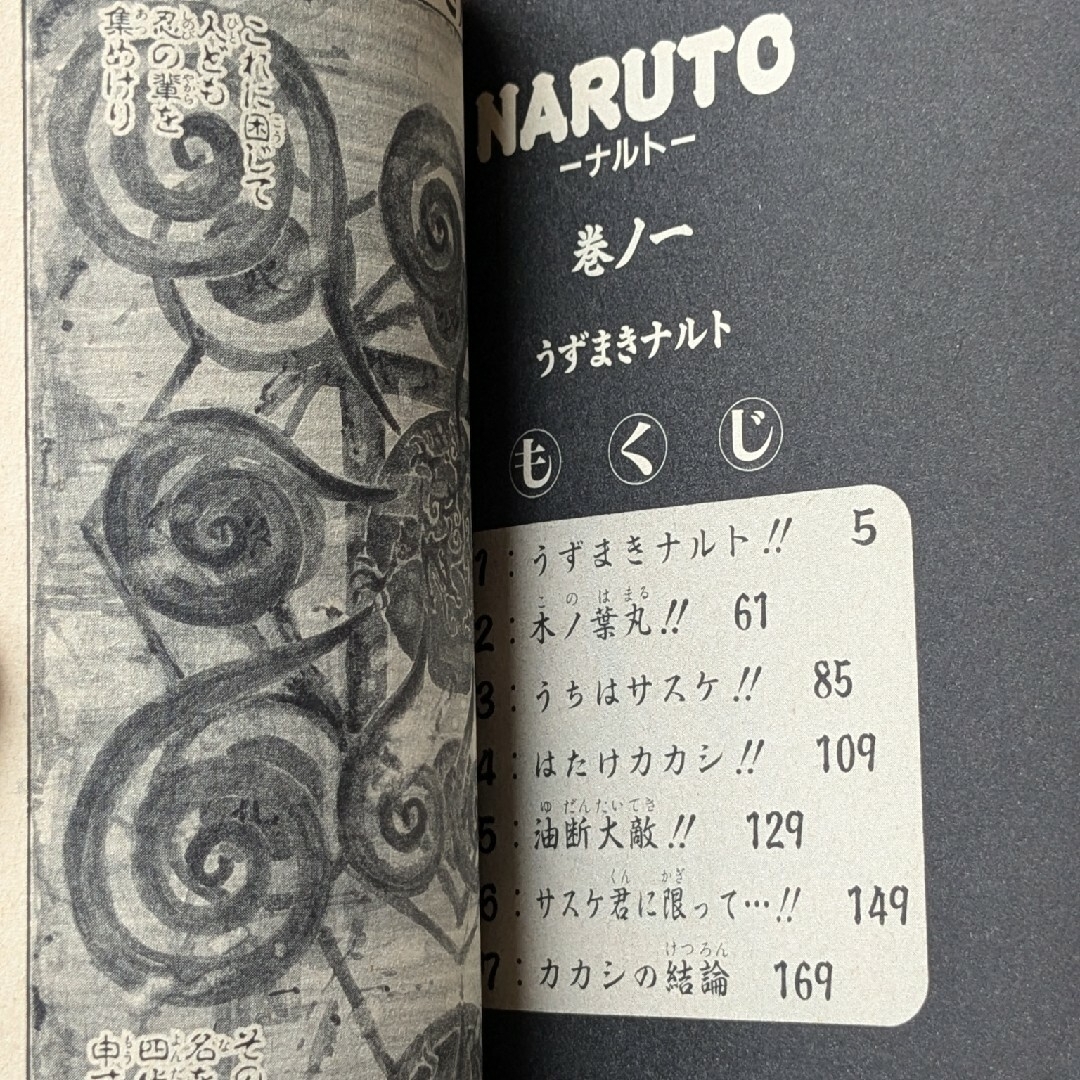 これに困じて
人ども
忍の輩を
集めけり
その
名を
NARUTO
－ナルト－
巻ノ一
うずまきナルト
もくじ
1：うずまきナルト!! 5
2：木ノ葉丸!! 61
3：うちはサスケ!! 85
4：はたけカカシ!! 109
5：油断大敵!! 129
6：サスケ君に限って…!! 149
7：カカシの結論 169